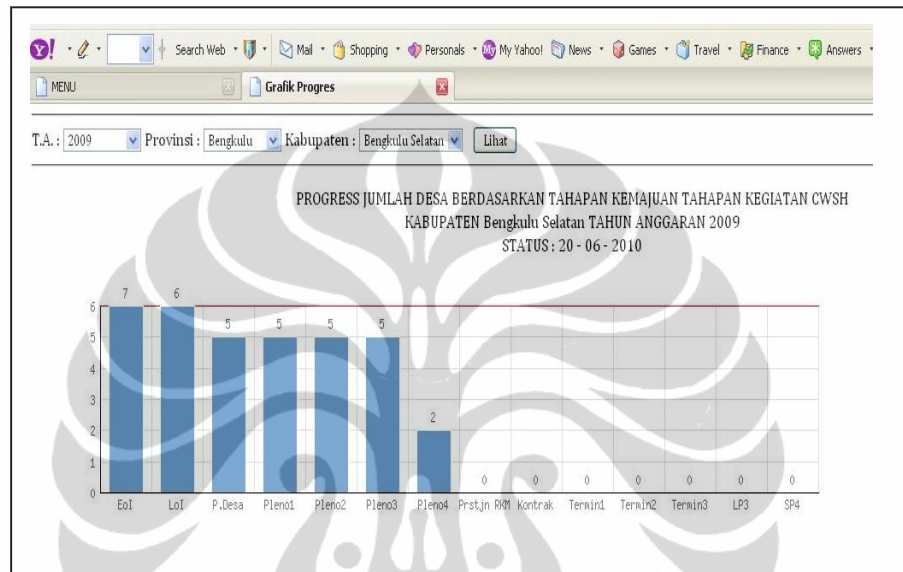 Y! Search Web Mail Shopping Personals My My Yahoo! News Games Travel Finance Answers
MENU Grafik Progres
T.A. : 2009 Provinsi : Bengkulu Kabupaten : Bengkulu Selatan Lihat
PROGRESS JUMLAH DESA BERDASARKAN TAHAPAN KEMAJUAN TAHAPAN KEGIATAN CWSH
KABUPATEN Bengkulu Selatan TAHUN ANGGARAN 2009
STATUS : 20 - 06 - 2010
7 6
6
5 5 5 5
5
4
3
2
2
1
0 0 0 0 0 0 0
0
EoI LoI P.Desa Pleno1 Pleno2 Pleno3 Pleno4 Prstjn RKM Kontrak Termin1 Termin2 Termin3 LP3 SP4